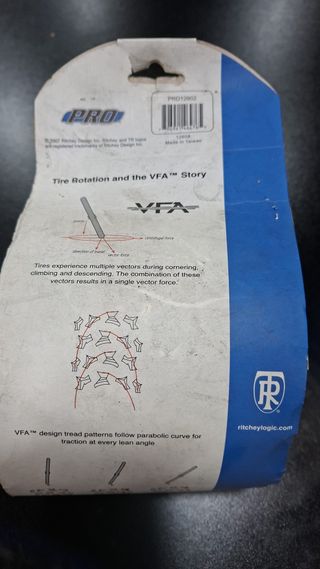 PRO
PRO12902
Made in Taiwan
© 2007 Ritchey Design Inc. Ritchey and TR logos
are registered trademarks of Ritchey Design Inc.
Tire Rotation and the VFA™ Story
VFA
centrifugal force
direction of travel
vector force
Tires experience multiple vectors during cornering,
climbing and descending. The combination of these
vectors results in a single vector force.
VFA™ design tread patterns follow parabolic curve for
traction at every lean angle
ritcheylogic.com